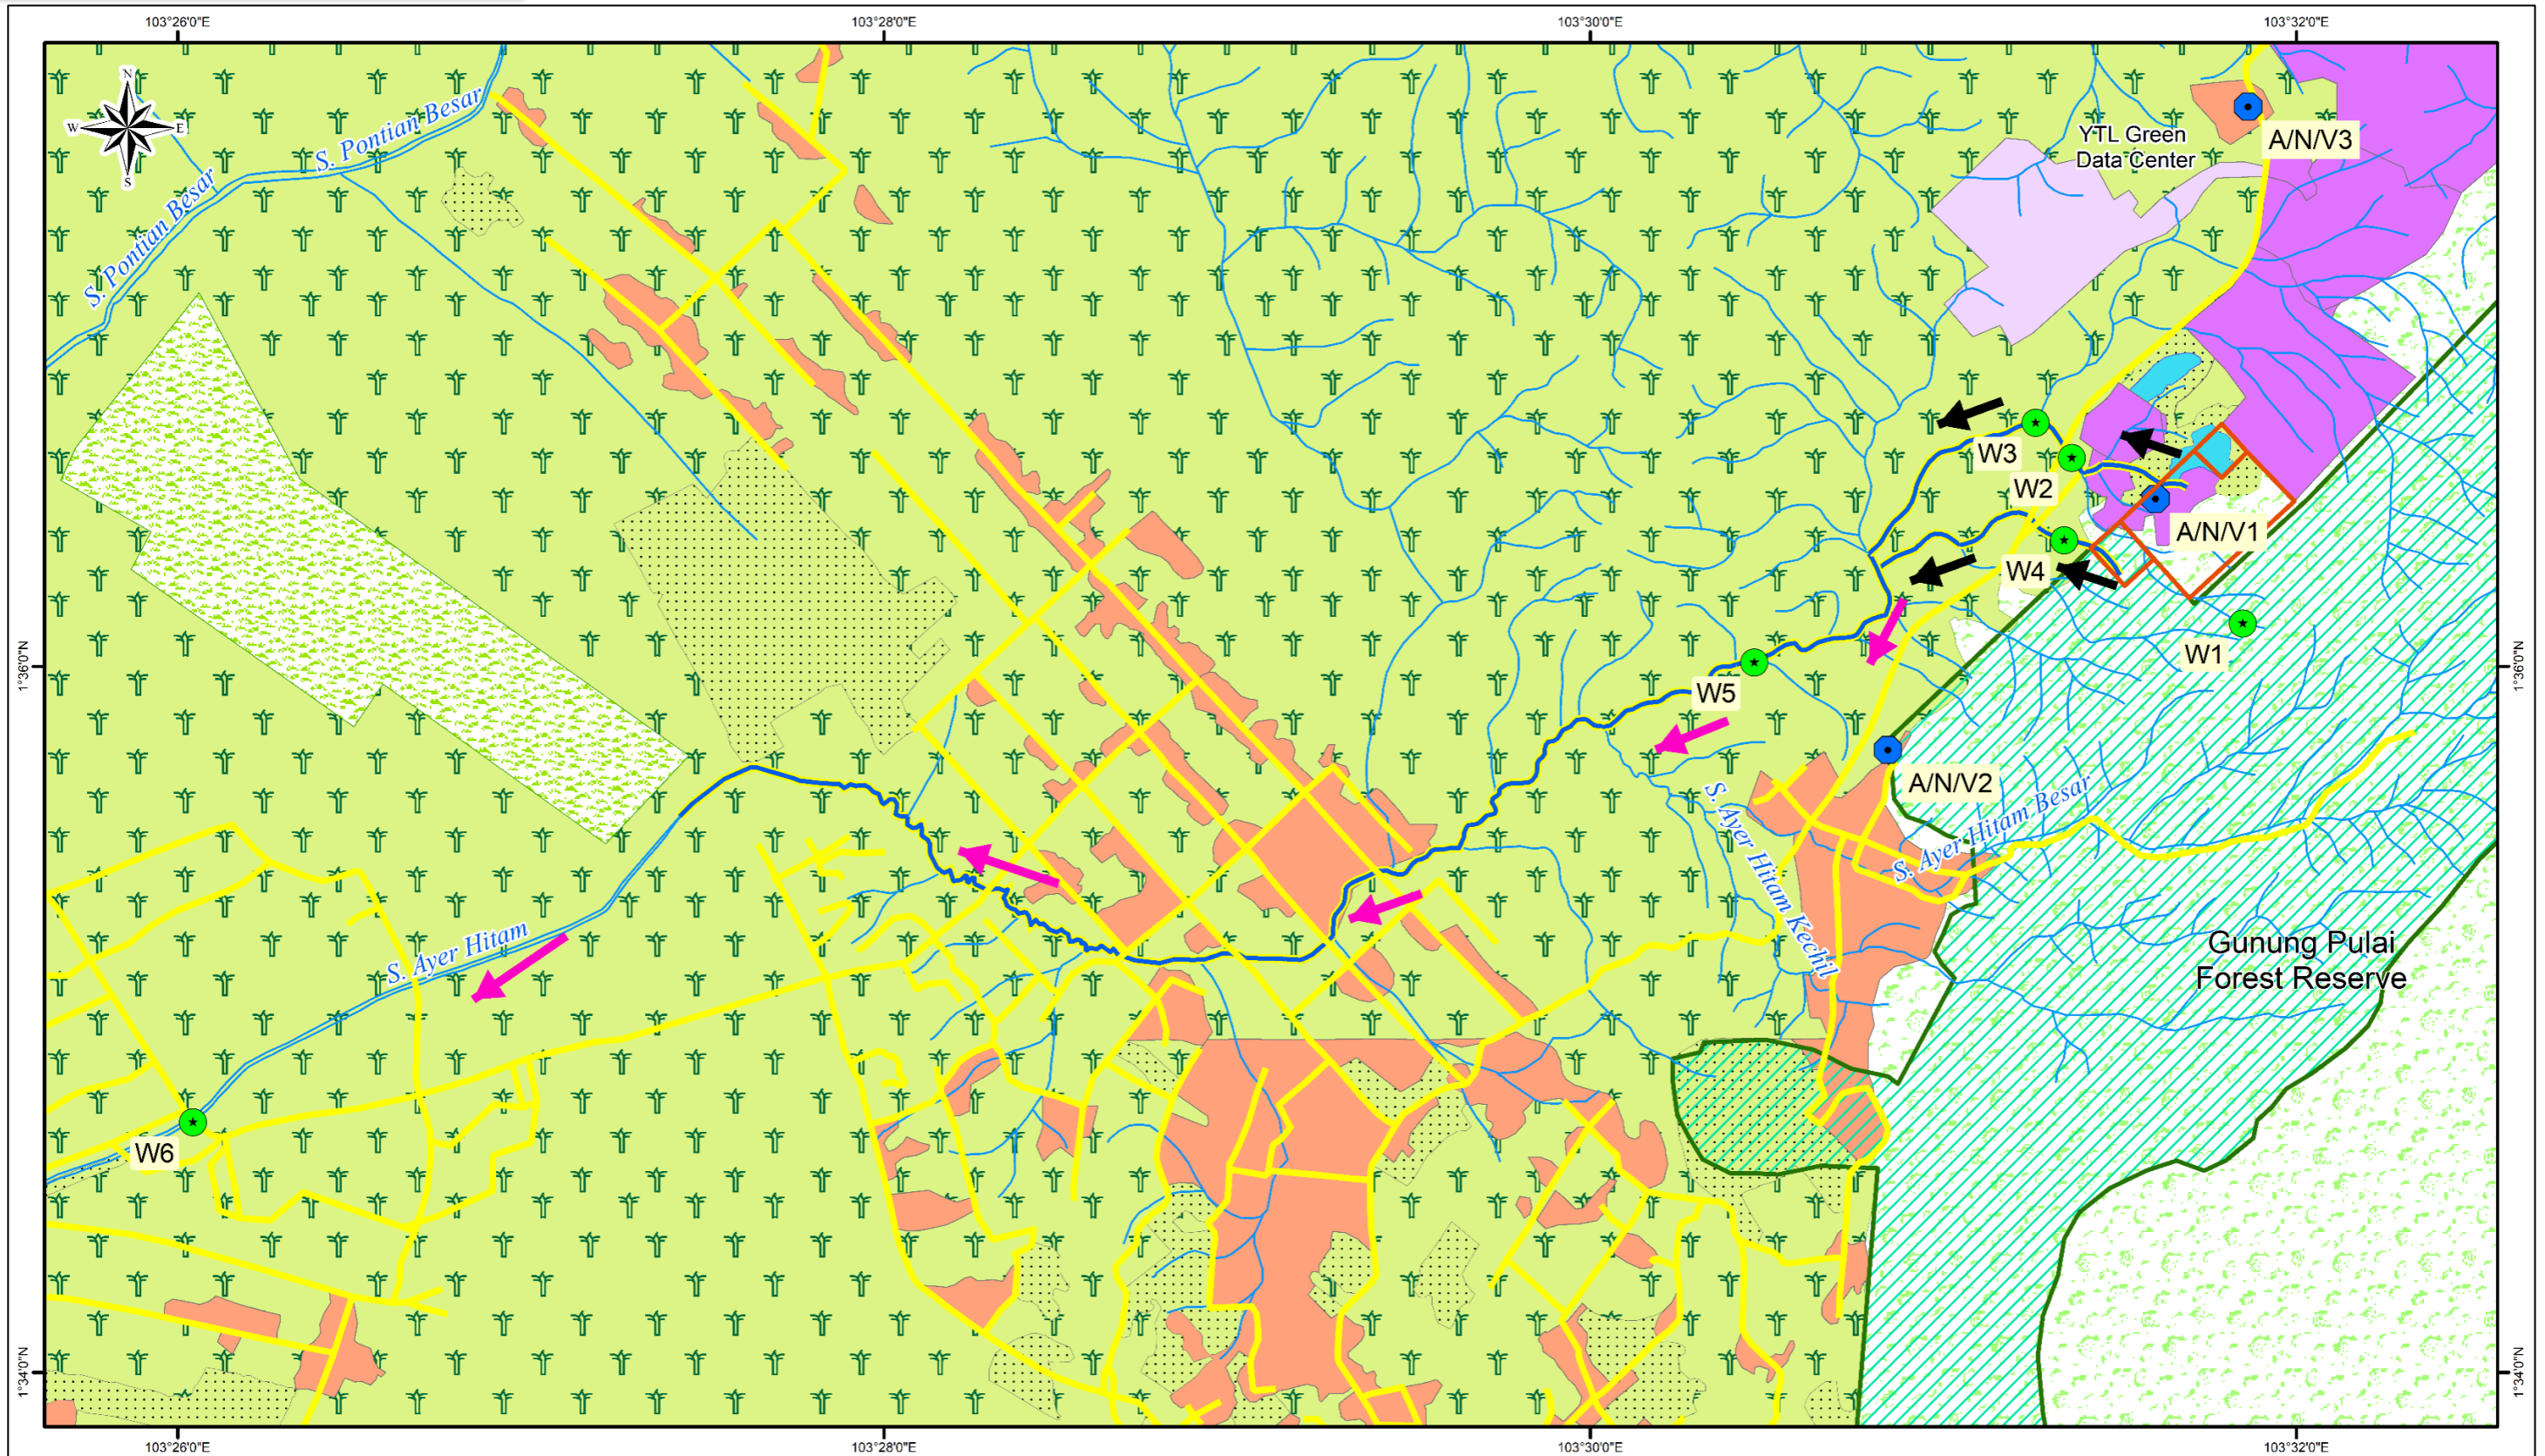 103°26'0"E
103°28'0"E
103°30'0"E
103°32'0"E
N
W
E
S
S. Pontian Besar
S. Pontian Besar
YTL Green
Data Center
A/N/V3
W3
W2
A/N/V1
W4
W1
1°36'0"N
1°36'0"N
W5
A/N/V2
S. Ayer Hitam Kechil
S. Ayer Hitam Besar
S. Ayer Hitam
Gunung Pulai
Forest Reserve
W6
1°34'0"N
1°34'0"N
103°26'0"E
103°28'0"E
103°30'0"E
103°32'0"E